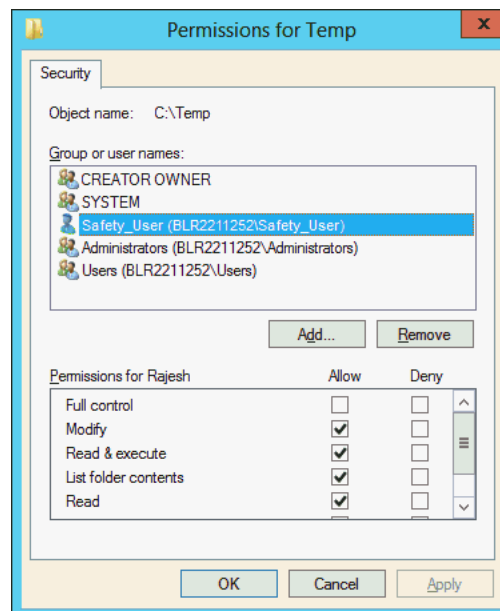 Permissions for Temp
x
Security
Object name: C:\Temp
Group or user names:
CREATOR OWNER
SYSTEM
Safety_User (BLR2211252\Safety_User)
Administrators (BLR2211252\Administrators)
Users (BLR2211252\Users)
Add... Remove
Permissions for Rajesh Allow Deny
Full control
Modify
Read & execute
List folder contents
Read
OK Cancel Apply